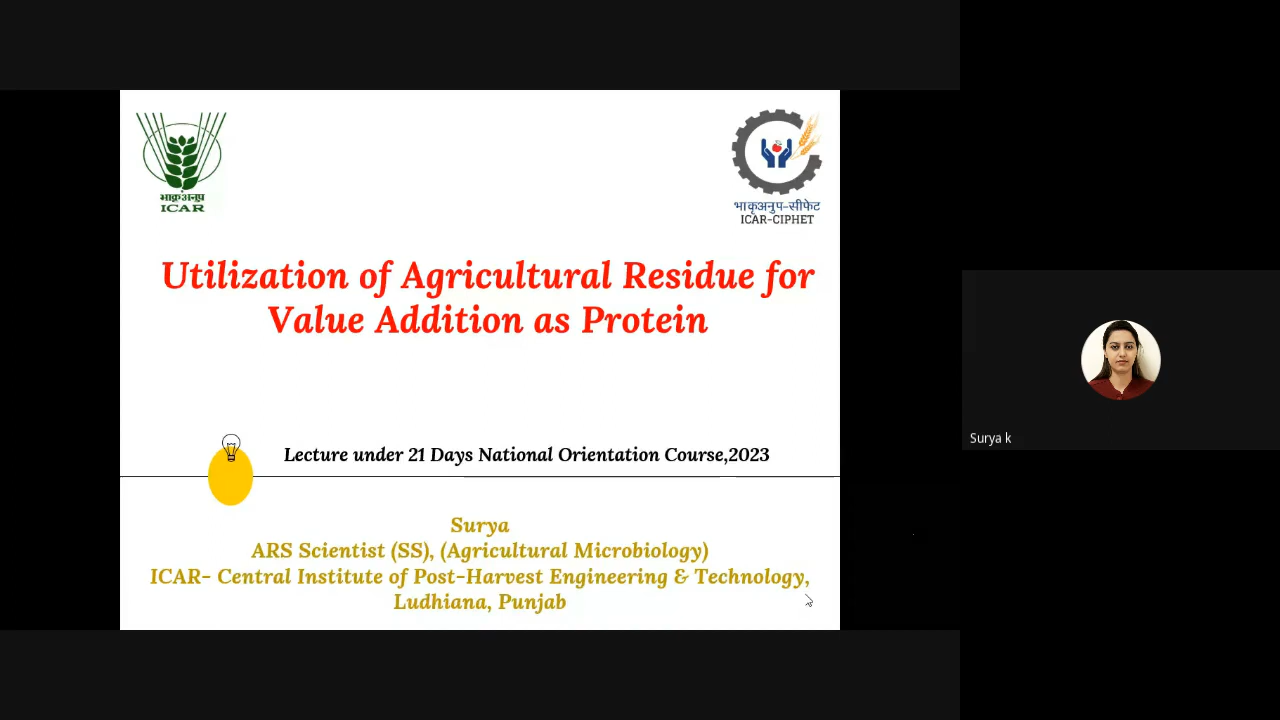 भाकृअनुप
ICAR
भाकृअनुप-सीफेट
ICAR-CIPHET
Utilization of Agricultural Residue for
Value Addition as Protein
Lecture under 21 Days National Orientation Course,2023
Surya
ARS Scientist (SS), (Agricultural Microbiology)
ICAR- Central Institute of Post-Harvest Engineering & Technology,
Ludhiana, Punjab
Surya k